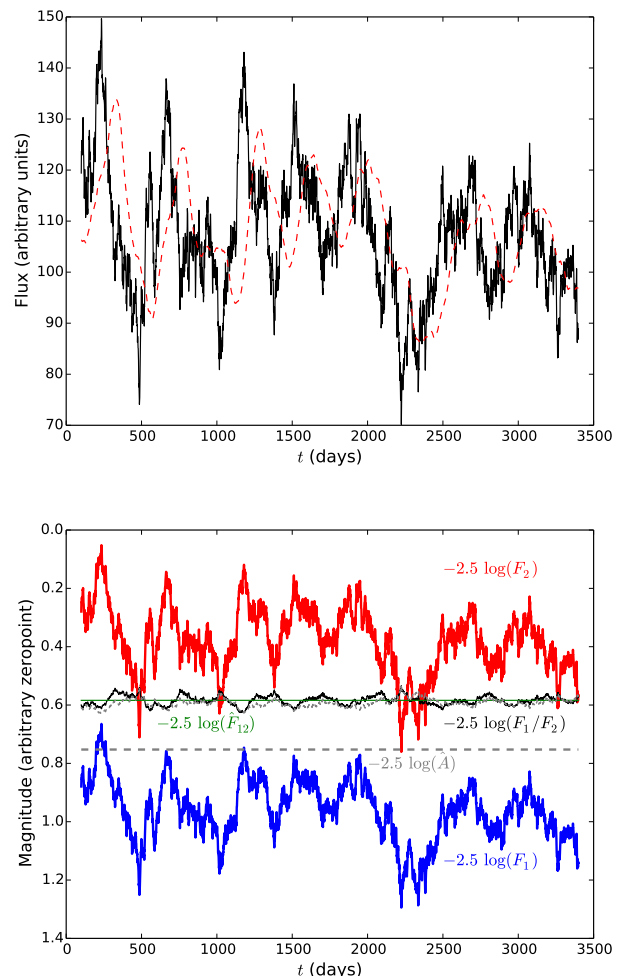 150
140
130
120
110
100
90
80
70
Flux (arbitrary units)
0 500 1000 1500 2000 2500 3000 3500
t (days)
0.0
0.2
0.4
0.6
0.8
1.0
1.2
1.4
Magnitude (arbitrary zeropoint)
−2.5 log(F₂)
−2.5 log(F̄₁₂) −2.5 log(F₁/F₂)
−2.5 log(Â)
−2.5 log(F₁)
0 500 1000 1500 2000 2500 3000 3500
t (days)